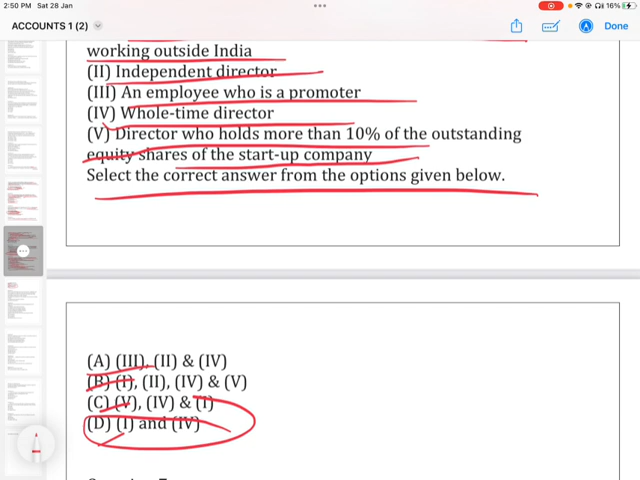 2:50 PM Sat 28 Jan
16%
ACCOUNTS 1 (2)
Done
working outside India
(II) Independent director
(III) An employee who is a promoter
(IV) Whole-time director
(V) Director who holds more than 10% of the outstanding
equity shares of the start-up company
Select the correct answer from the options given below.
(A) (III), (II) & (IV)
(B) (I), (II), (IV) & (V)
(C) (V), (IV) & (I)
(D) (I) and (IV)